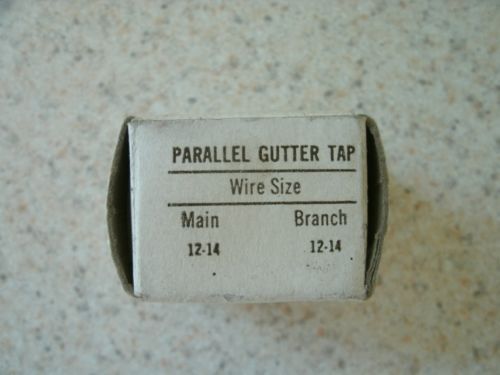 PARALLEL GUTTER TAP
Wire Size
Main Branch
12-14 12-14